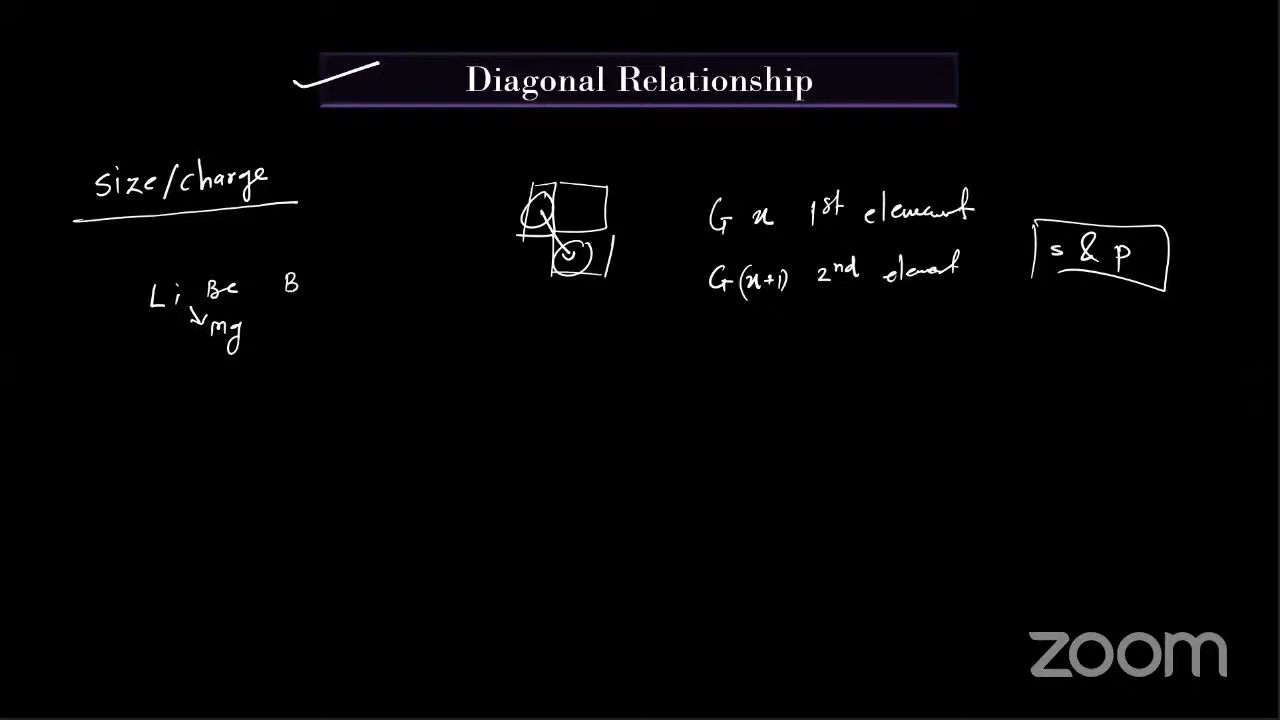 Diagonal Relationship
size/charge
G x 1st element
G(x+1) 2nd element
s & p
Li Be B
Mg
zoom